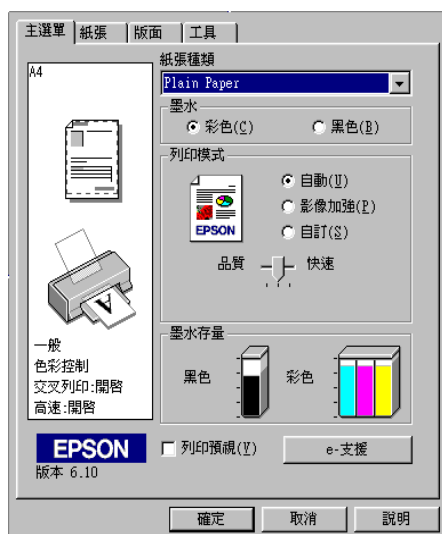 主選單 紙張 版面 工具
A4
紙張種類
Plain Paper
墨水
彩色(C) 黑色(B)
列印模式
自動(U)
影像加強(P)
自訂(S)
EPSON
品質 快速
A
一般
色彩控制
交叉列印:開啓
高速:開啓
墨水存量
黑色 彩色
EPSON
版本 6.10
列印預視(V) e-支援
確定 取消 說明